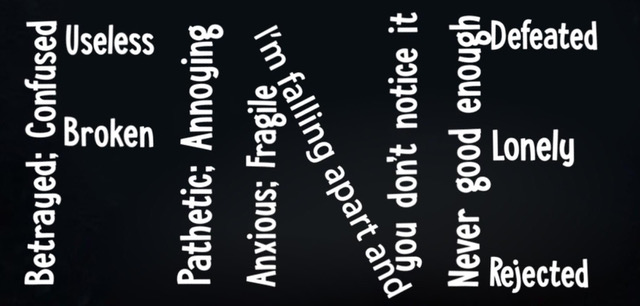 Betrayed; Confused
Useless
Broken
Pathetic; Annoying
Anxious; Fragile
I'm falling apart and
you don't notice it
Never good enough
Defeated
Lonely
Rejected